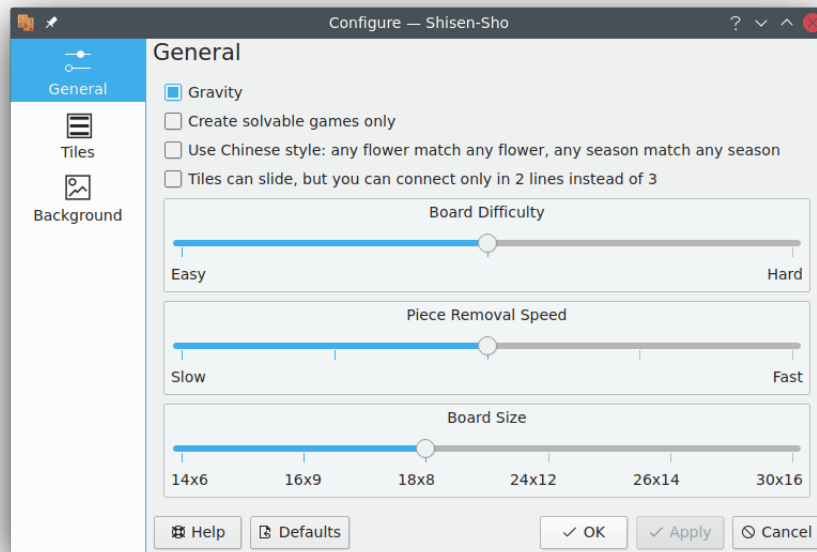 Configure — Shisen-Sho
General
General
Gravity
Create solvable games only
Tiles
Use Chinese style: any flower match any flower, any season match any season
Tiles can slide, but you can connect only in 2 lines instead of 3
Background
Board Difficulty
Easy Hard
Piece Removal Speed
Slow Fast
Board Size
14x6 16x9 18x8 24x12 26x14 30x16
Help Defaults OK Apply Cancel